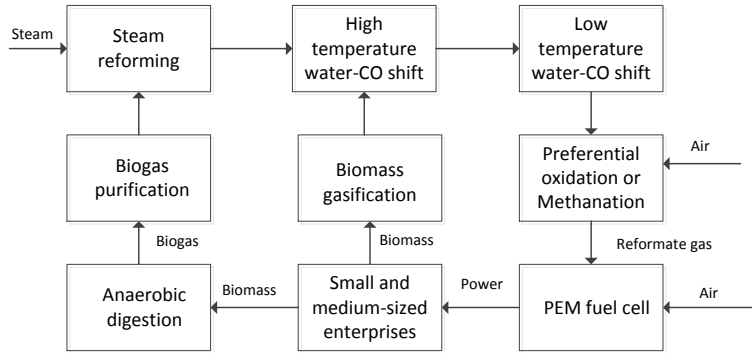 Steam
Steam
reforming
High
temperature
water-CO shift
Low
temperature
water-CO shift
Biogas
purification
Biomass
gasification
Preferential
oxidation or
Methanation
Air
Biogas
Biomass
Reformate gas
Anaerobic
digestion
Biomass
Small and
medium-sized
enterprises
Power
PEM fuel cell
Air